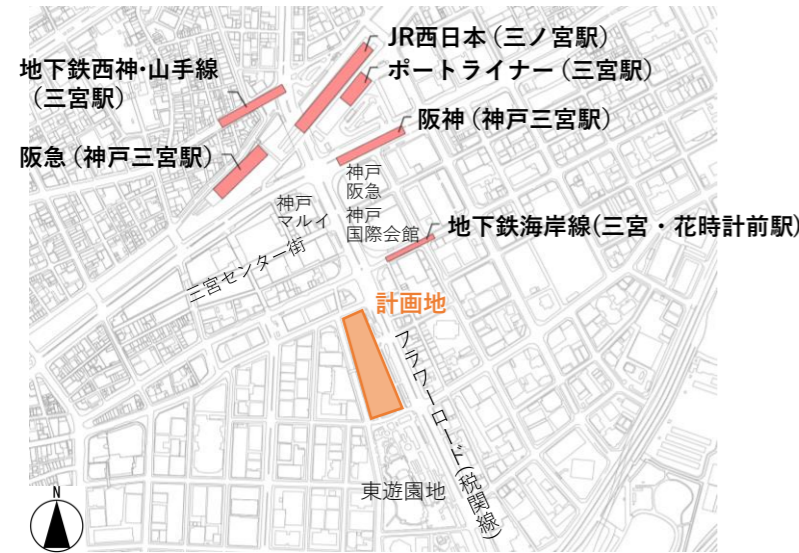 JR西日本 (三ノ宮駅)
地下鉄西神･山手線
（三宮駅）
ポートライナー (三宮駅)
阪神 (神戸三宮駅)
阪急 (神戸三宮駅)
神戸
阪急
神戸
マルイ
神戸
国際会館
地下鉄海岸線(三宮・花時計前駅)
三宮センター街
計画地
フラワーロード(税関線)
東遊園地
N